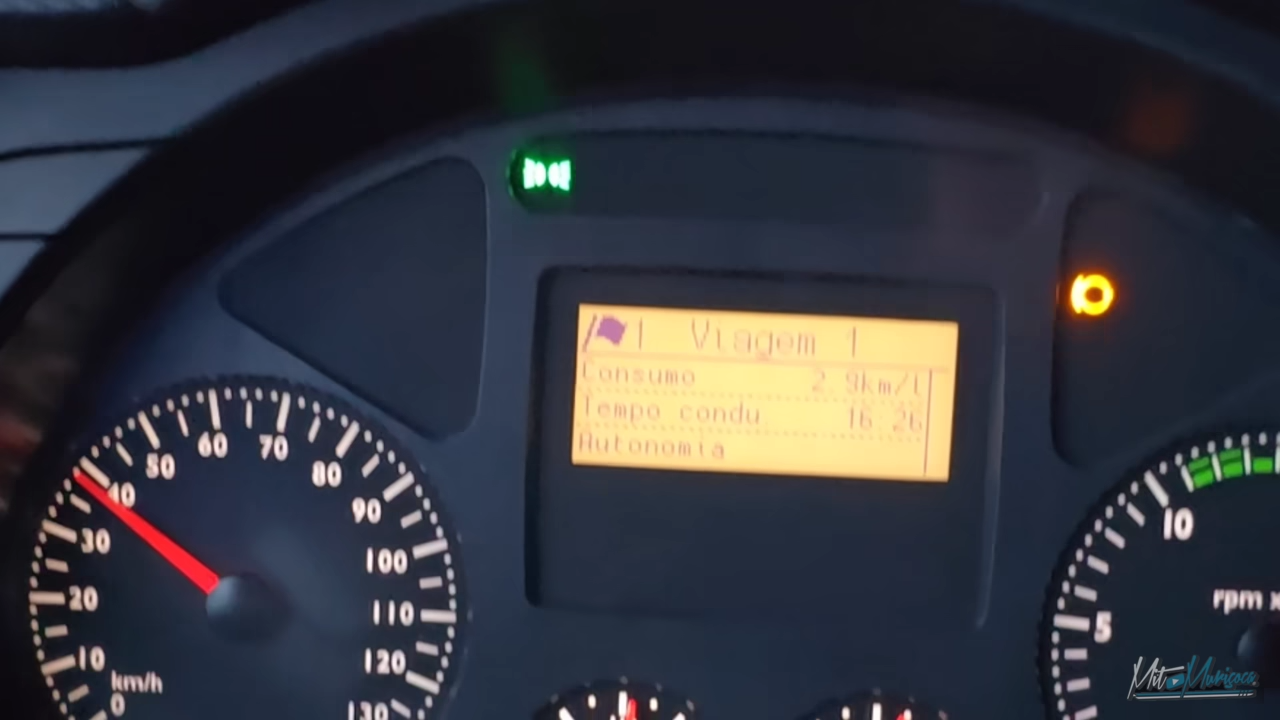 Viagem 1
Consumo 2.9km/l
Tempo condu. 16 26
Autonomia
0
10
20
30
40
50
60
70
80
90
100
110
120
130
km/h
5
10
rpm x